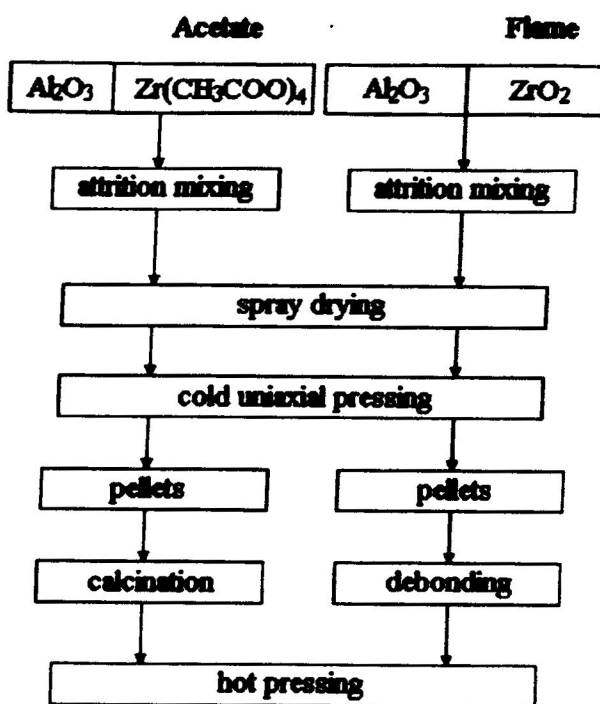 Acetate Flame
Al₂O₃ Zr(CH₃COO)₄ Al₂O₃ ZrO₂
attrition mixing attrition mixing
spray drying
cold uniaxial pressing
pellets pellets
calcination debonding
hot pressing